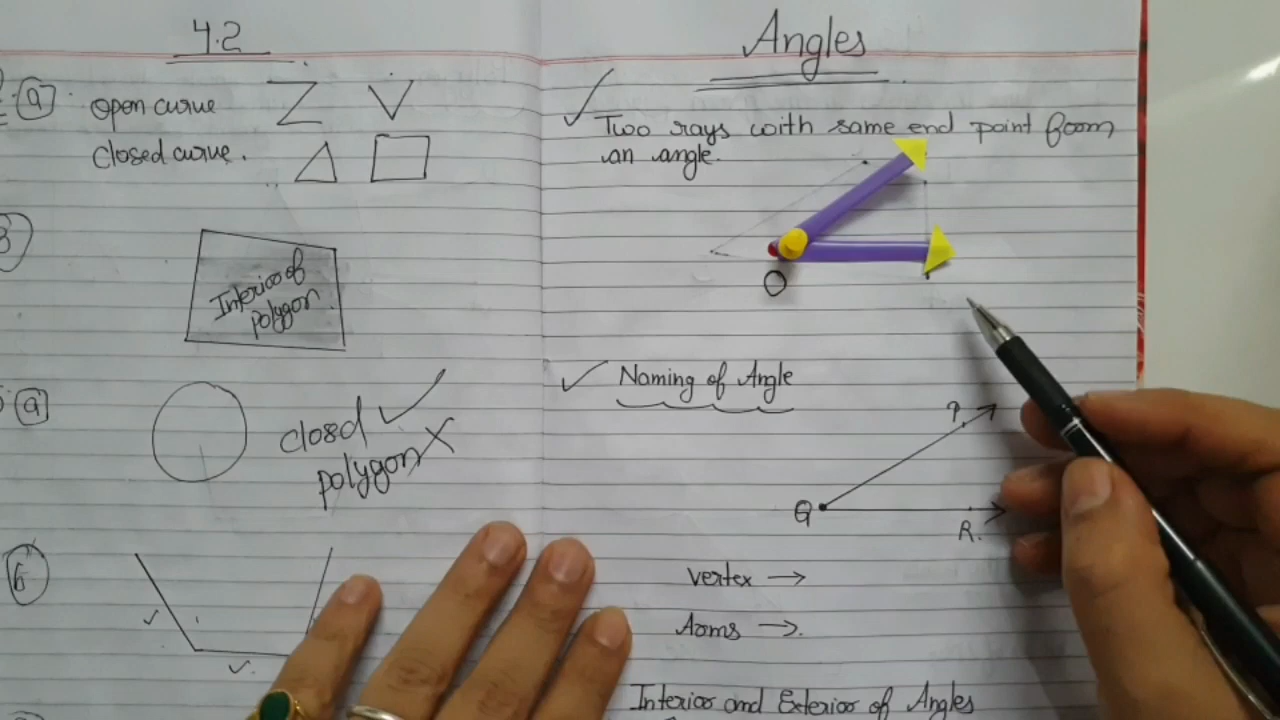 4.2
(a) open curve
closed curve.
Interior of
polygon
(a)
closd ✓
polygon X
6
Angles
✓ Two rays with same end point form
an angle.
O
✓ Naming of Angle
P
Q
R.
vertex →
Arms →.
Interior and Exterior of Angles